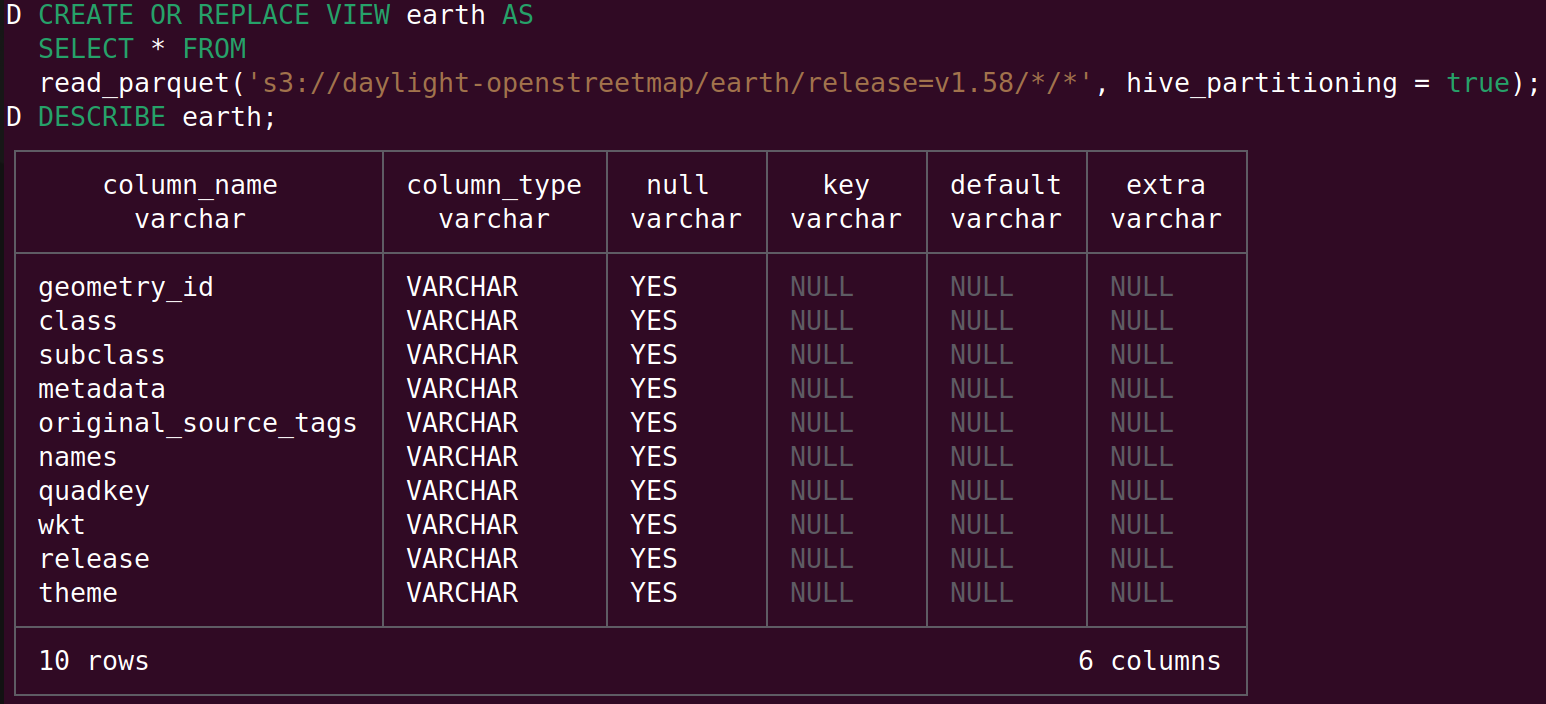 D CREATE OR REPLACE VIEW earth AS
SELECT * FROM
read_parquet('s3://daylight-openstreetmap/earth/release=v1.58/*/*', hive_partitioning = true);
D DESCRIBE earth;
column_name column_type null key default extra
varchar varchar varchar varchar varchar varchar
geometry_id VARCHAR YES NULL NULL NULL
class VARCHAR YES NULL NULL NULL
subclass VARCHAR YES NULL NULL NULL
metadata VARCHAR YES NULL NULL NULL
original_source_tags VARCHAR YES NULL NULL NULL
names VARCHAR YES NULL NULL NULL
quadkey VARCHAR YES NULL NULL NULL
wkt VARCHAR YES NULL NULL NULL
release VARCHAR YES NULL NULL NULL
theme VARCHAR YES NULL NULL NULL
10 rows 6 columns